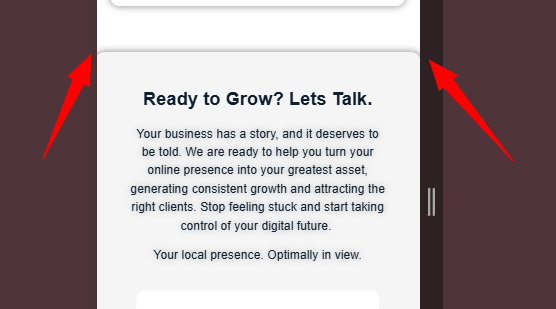 Ready to Grow? Lets Talk.
Your business has a story, and it deserves to
be told. We are ready to help you turn your
online presence into your greatest asset,
generating consistent growth and attracting the
right clients. Stop feeling stuck and start taking
control of your digital future.
Your local presence. Optimally in view.